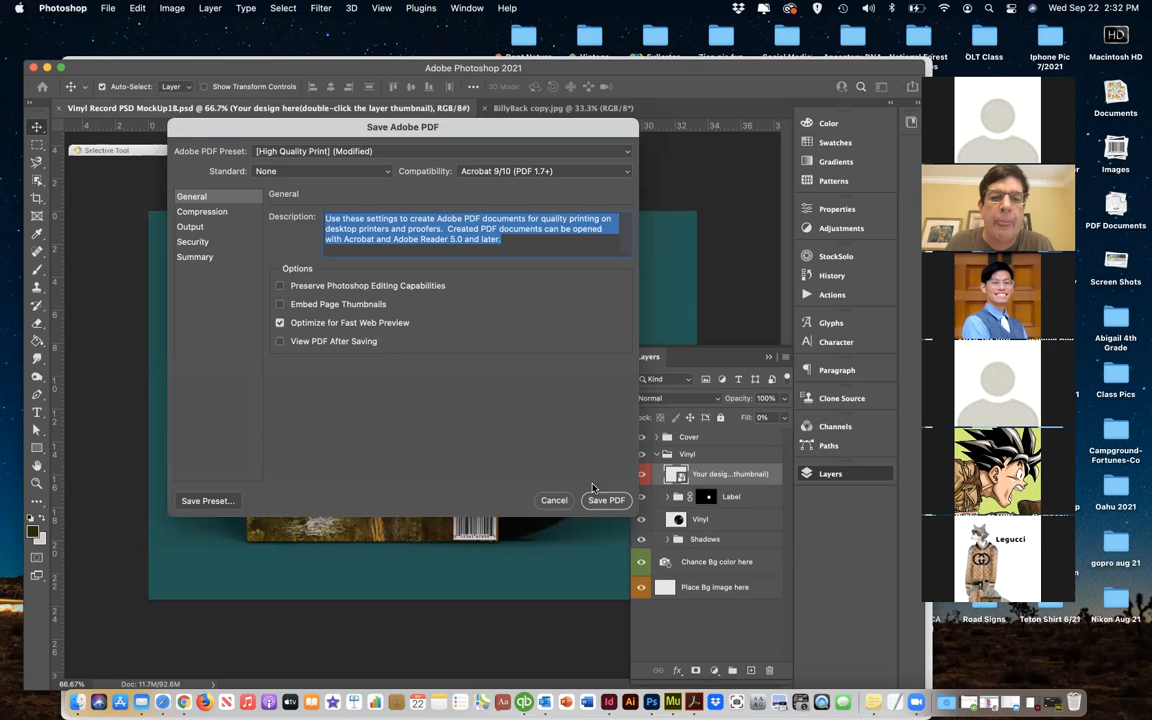 Photoshop File Edit Image Layer Type Select Filter 3D View Plugins Window Help Wed Sep 22 2:32 PM
Adobe Photoshop 2021
Auto-Select: Layer Show Transform Controls 3D Mode:
Vinyl Record PSD MockUp18.psd @ 66.7% (Your design here(double-click the layer thumbnail), RGB/8#) BillyBack copy.jpg @ 33.3% (RGB/8*)
Selective Tool
Save Adobe PDF
Adobe PDF Preset: [High Quality Print] (Modified)
Standard: None Compatibility: Acrobat 9/10 (PDF 1.7+)
General
Compression
Output
Security
Summary
General
Description: Use these settings to create Adobe PDF documents for quality printing on
desktop printers and proofers. Created PDF documents can be opened
with Acrobat and Adobe Reader 5.0 and later.
Options
Preserve Photoshop Editing Capabilities
Embed Page Thumbnails
Optimize for Fast Web Preview
View PDF After Saving
Save Preset... Cancel Save PDF
Layers
Kind
Normal Opacity: 100%
Fill: 0%
Cover
Vinyl
Your desig...thumbnail)
Label
Vinyl
Shadows
Chance Bg color here
Place Bg image here
Color
Swatches
Gradients
Patterns
Properties
Adjustments
StockSolo
History
Actions
Glyphs
Character
Paragraph
Clone Source
Channels
Paths
Layers
66.67% Doc: 11.7M/92.6M
OLT Class
Iphone Pic
7/2021
Macintosh HD
Documents
Images
PDF Documents
Screen Shots
Abigail 4th
Grade
Class Pics
Campground-
Fortunes-Co
Oahu 2021
gopro aug 21
Road Signs
Teton Shirt 6/21
Nikon Aug 21
Legucci